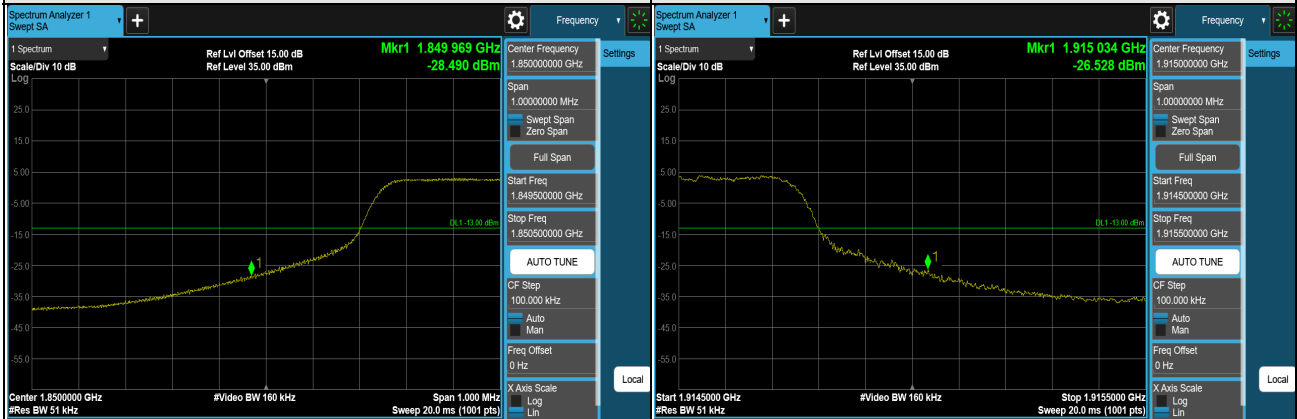 Spectrum Analyzer 1
Swept SA
+
Frequency
1 Spectrum
Scale/Div 10 dB
Ref Lvl Offset 15.00 dB
Ref Level 35.00 dBm
Mkr1 1.849 969 GHz
-28.490 dBm
Log
25.0
15.0
5.00
-5.00
-15.0
-25.0
-35.0
-45.0
-55.0
DL1 -13.00 dBm
1
Center 1.8500000 GHz
#Res BW 51 kHz
#Video BW 160 kHz
Span 1.000 MHz
Sweep 20.0 ms (1001 pts)
Center Frequency
1.850000000 GHz
Span
1.00000000 MHz
Swept Span
Zero Span
Full Span
Start Freq
1.849500000 GHz
Stop Freq
1.850500000 GHz
AUTO TUNE
CF Step
100.000 kHz
Auto
Man
Freq Offset
0 Hz
X Axis Scale
Log
Lin
Settings
Local
Spectrum Analyzer 1
Swept SA
+
Frequency
1 Spectrum
Scale/Div 10 dB
Ref Lvl Offset 15.00 dB
Ref Level 35.00 dBm
Mkr1 1.915 034 GHz
-26.528 dBm
Log
25.0
15.0
5.00
-5.00
-15.0
-25.0
-35.0
-45.0
-55.0
DL1 -13.00 dBm
1
Start 1.9145000 GHz
#Res BW 51 kHz
#Video BW 160 kHz
Stop 1.9155000 GHz
Sweep 20.0 ms (1001 pts)
Center Frequency
1.915000000 GHz
Span
1.00000000 MHz
Swept Span
Zero Span
Full Span
Start Freq
1.914500000 GHz
Stop Freq
1.915500000 GHz
AUTO TUNE
CF Step
100.000 kHz
Auto
Man
Freq Offset
0 Hz
X Axis Scale
Log
Lin
Settings
Local